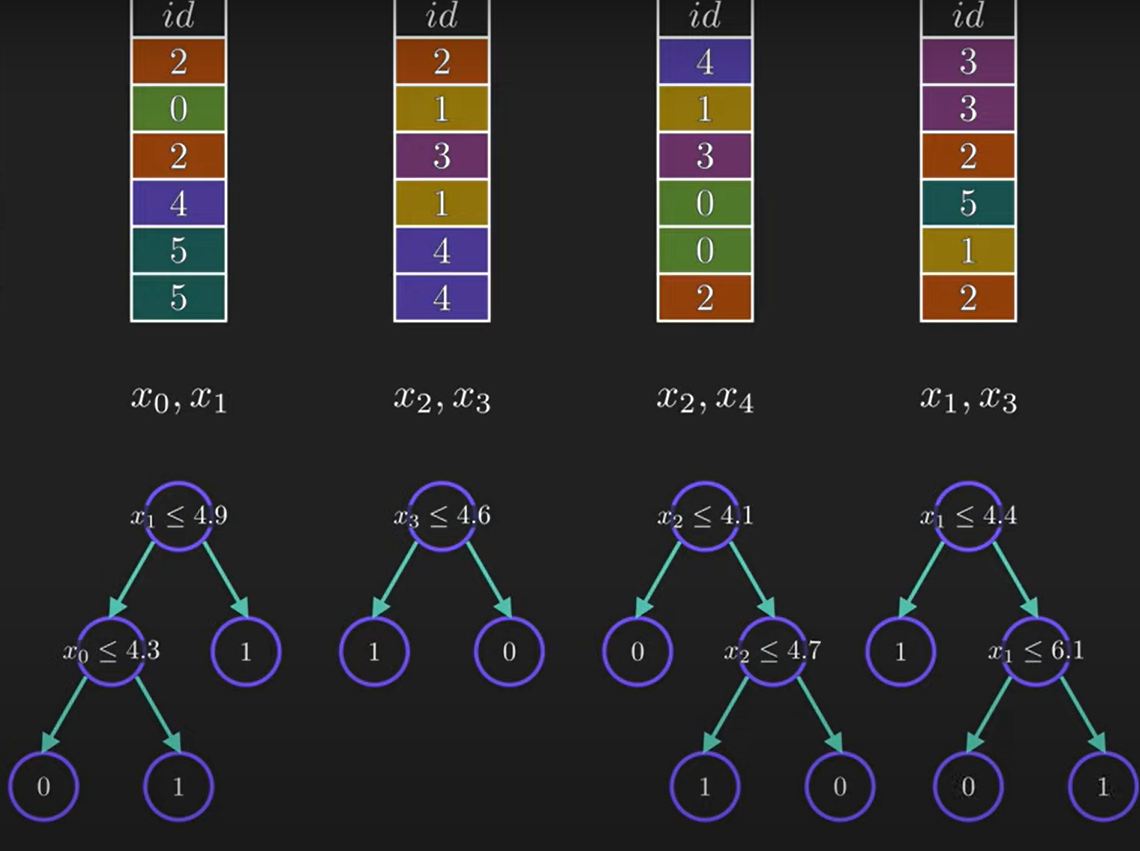 id id id id
2 2 4 3
0 1 1 3
2 3 3 2
4 1 0 5
5 4 0 1
5 4 2 2
x₀, x₁ x₂, x₃ x₂, x₄ x₁, x₃
x₁ ≤ 4.9 x₃ ≤ 4.6 x₂ ≤ 4.1 x₁ ≤ 4.4
x₀ ≤ 4.3 1 1 0 0 x₂ ≤ 4.7 1 x₁ ≤ 6.1
0 1 1 0 0 1